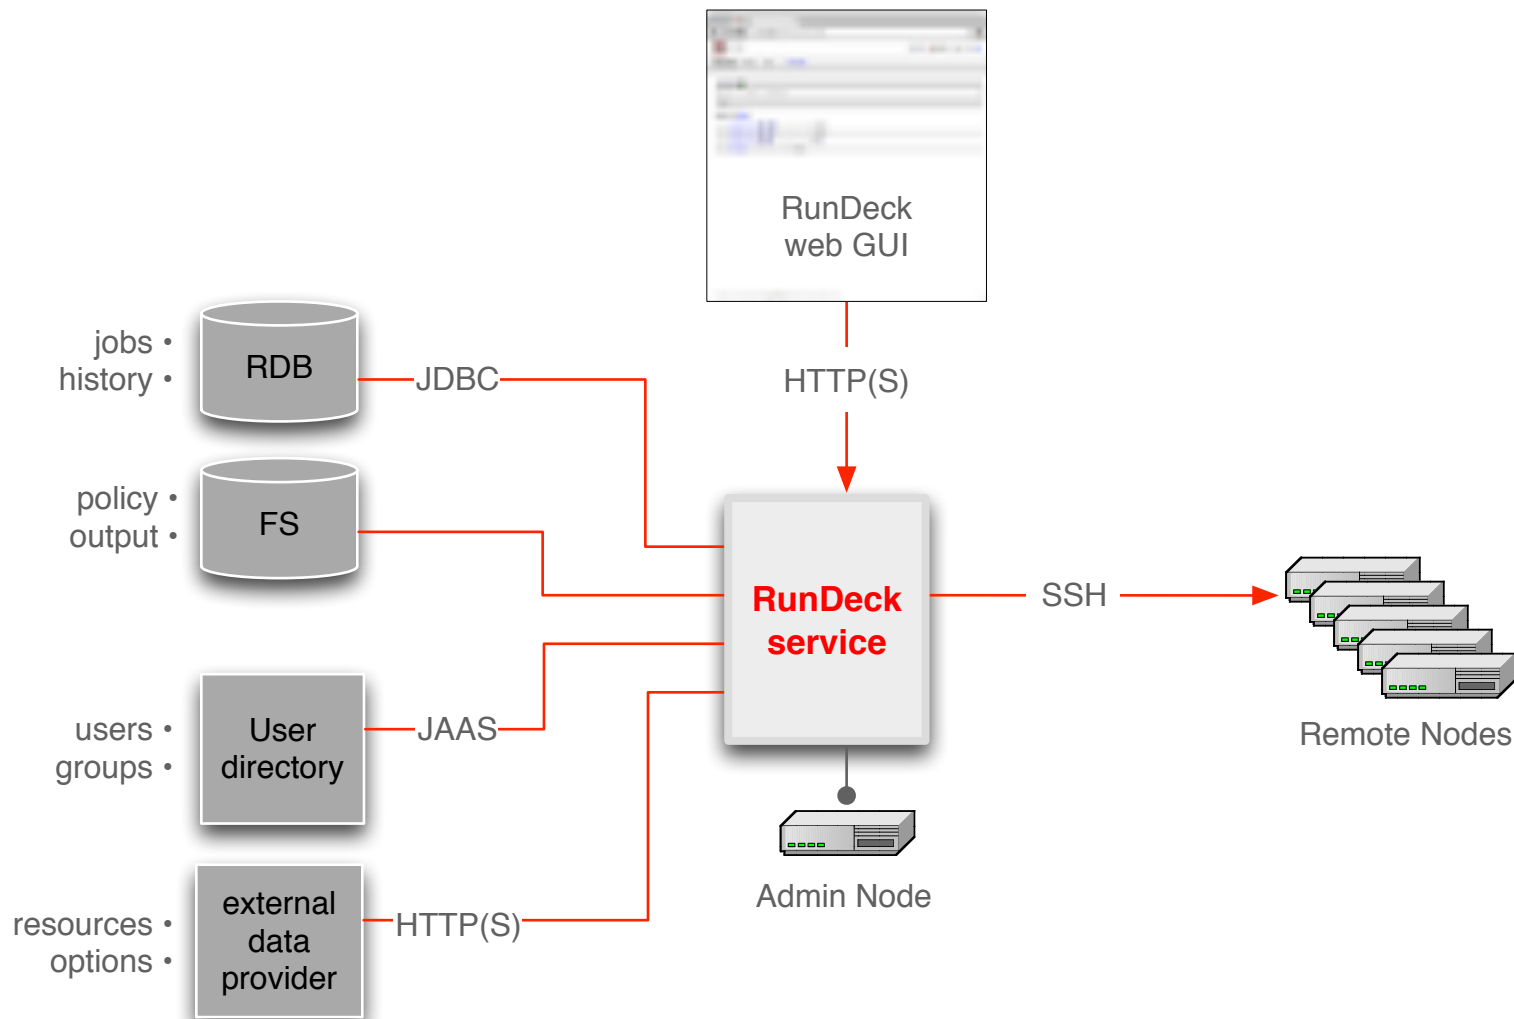 RunDeck
web GUI
HTTP(S)
jobs •
history •
RDB
JDBC
policy •
output •
FS
RunDeck
service
SSH
Remote Nodes
users •
groups •
User
directory
JAAS
Admin Node
resources •
options •
external
data
provider
HTTP(S)